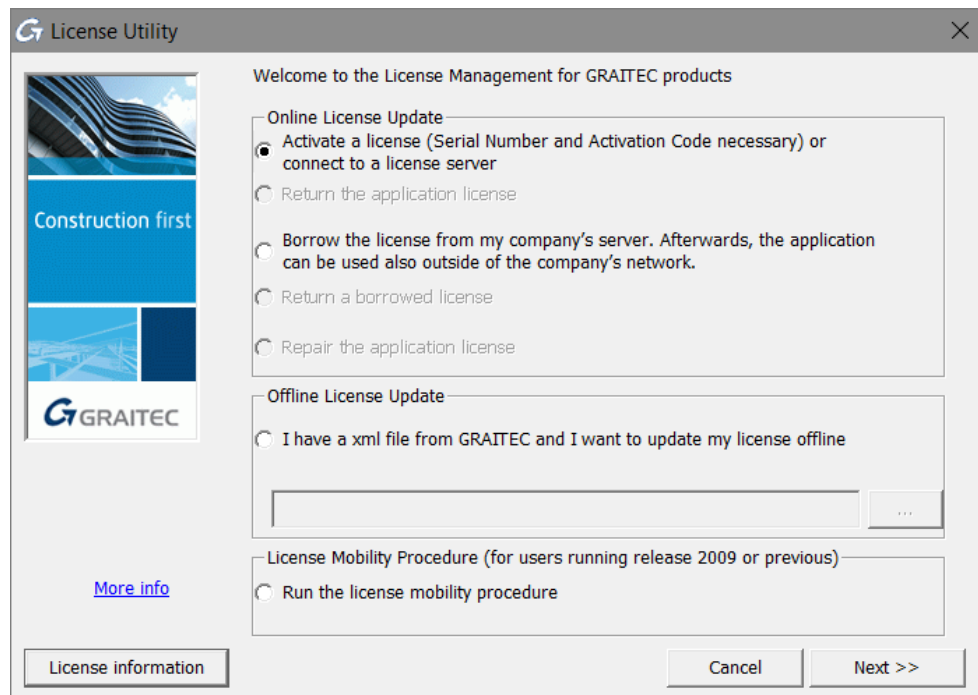 License Utility
Welcome to the License Management for GRAITEC products
Online License Update
Activate a license (Serial Number and Activation Code necessary) or
connect to a license server
Return the application license
Construction first
Borrow the license from my company's server. Afterwards, the application
can be used also outside of the company's network.
Return a borrowed license
Repair the application license
GRAITEC
Offline License Update
I have a xml file from GRAITEC and I want to update my license offline
...
License Mobility Procedure (for users running release 2009 or previous)
More info
Run the license mobility procedure
License information
Cancel
Next >>